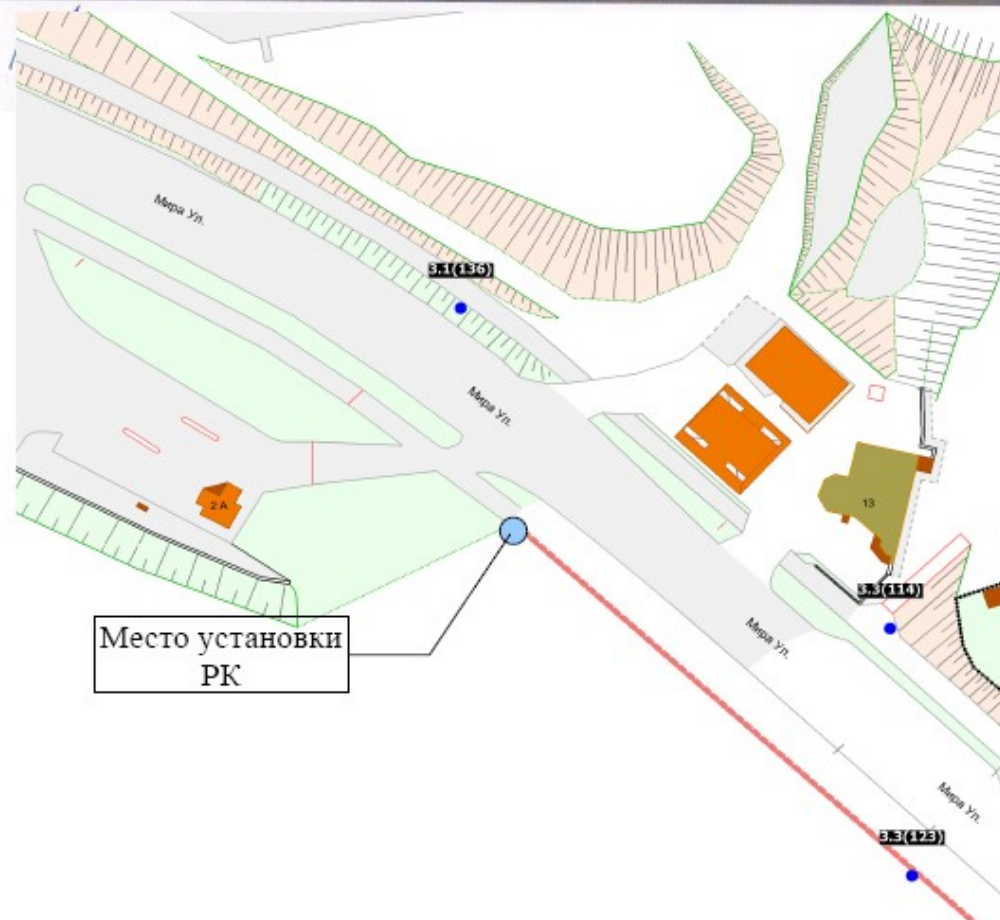 Мира Ул.
3.1(136)
Мира Ул.
2 А
13
3.3(114)
Место установки
РК
Мира Ул.
Мира Ул.
3.3(123)